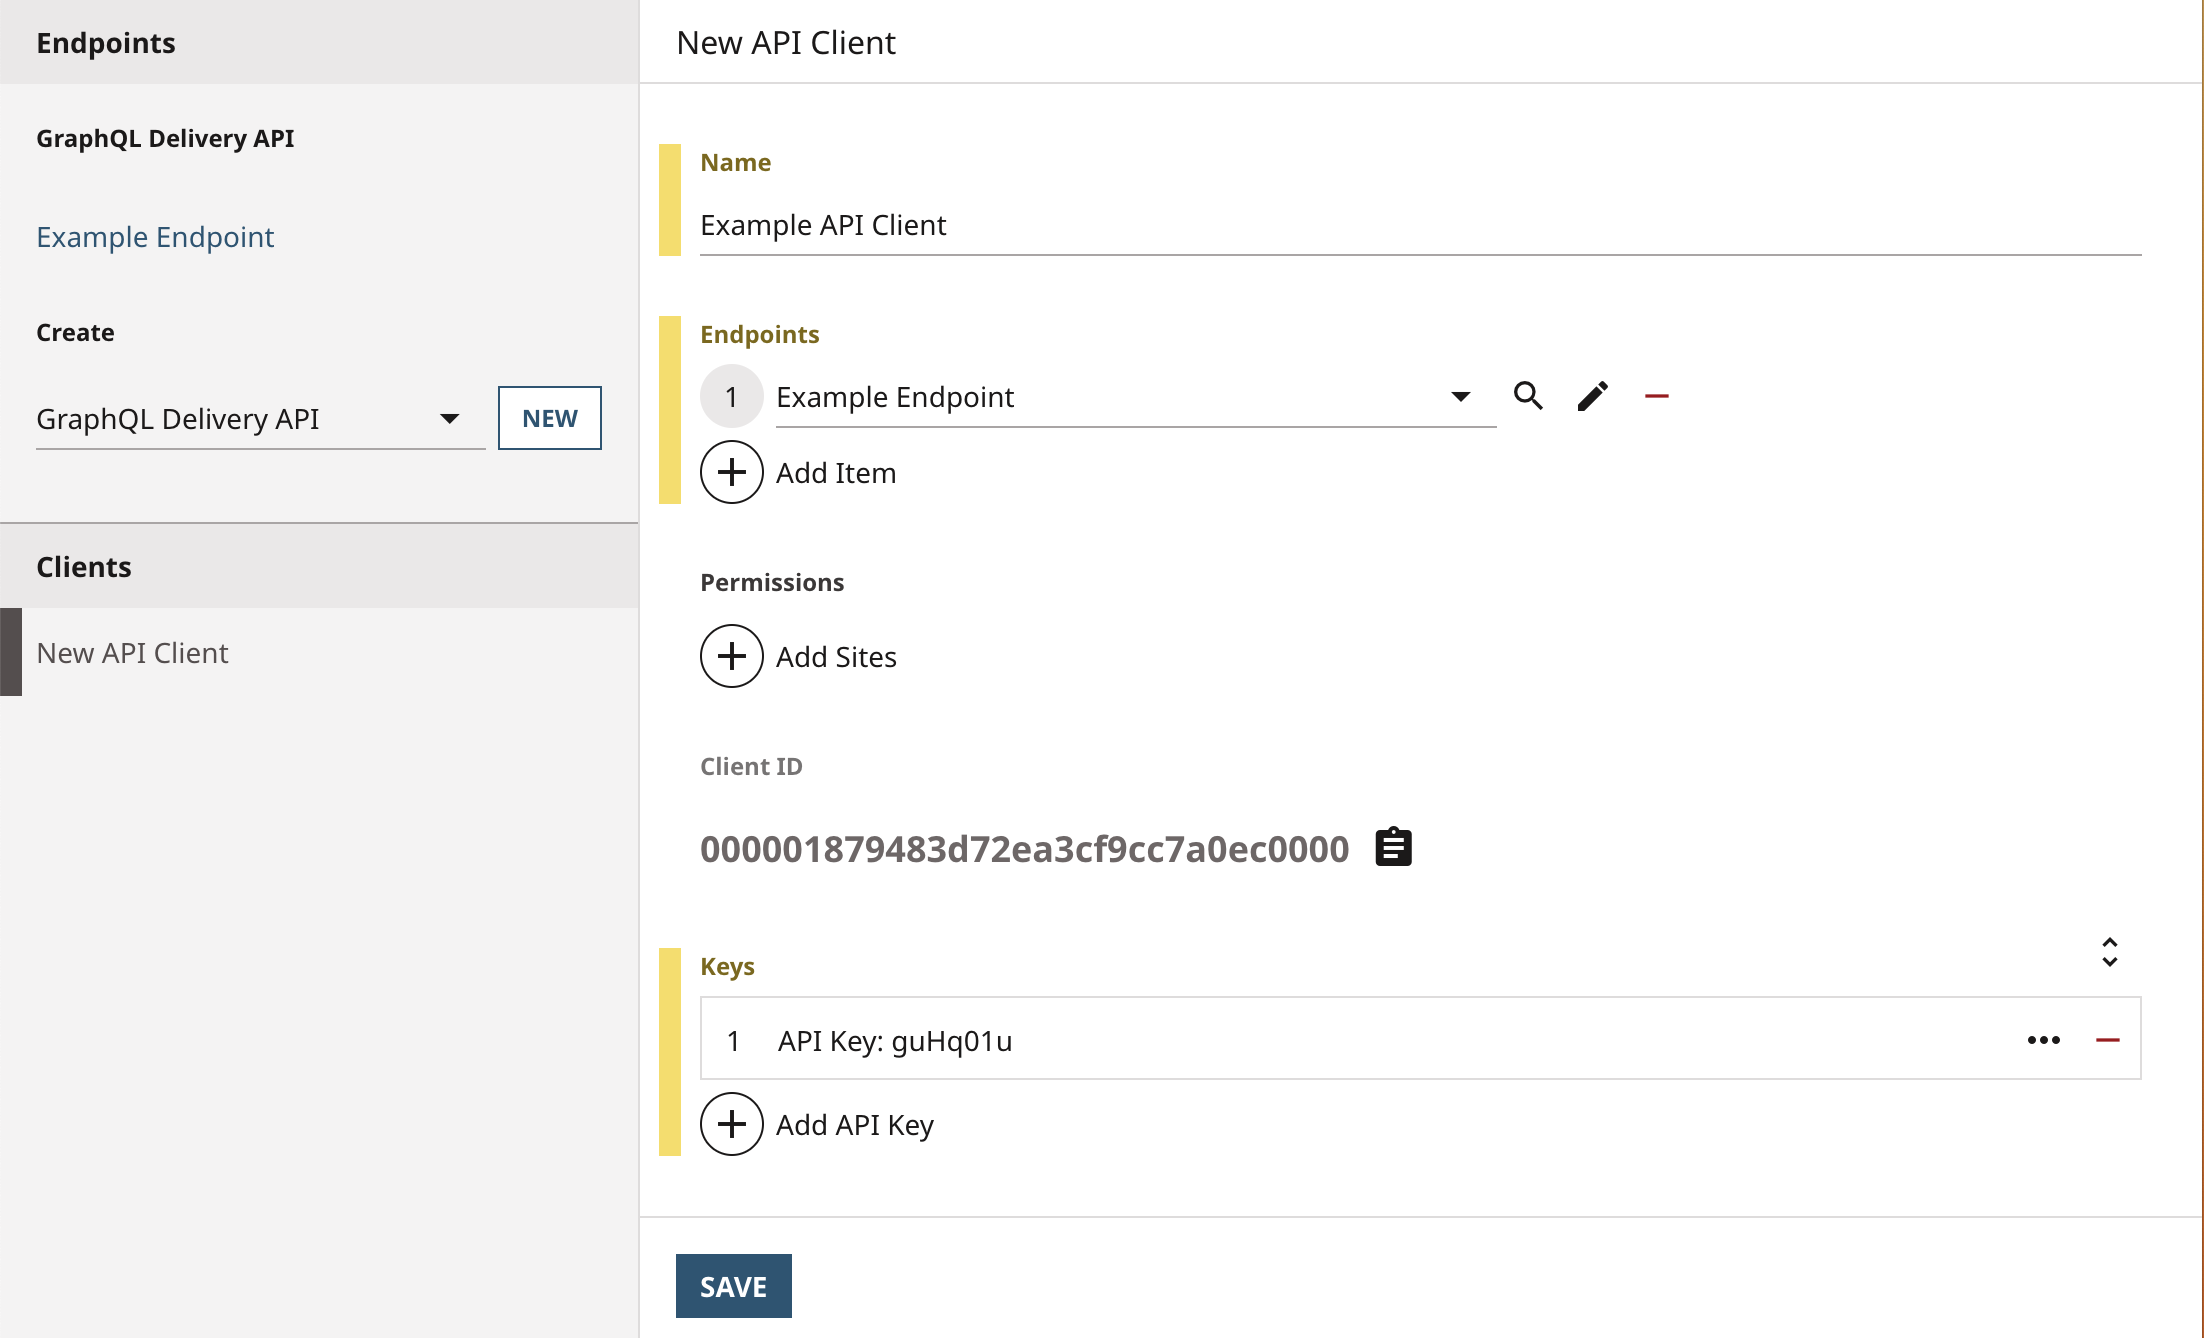 Endpoints
GraphQL Delivery API
Example Endpoint
Create
GraphQL Delivery API
NEW
Clients
New API Client
New API Client
Name
Example API Client
Endpoints
1 Example Endpoint
Add Item
Permissions
Add Sites
Client ID
000001879483d72ea3cf9cc7a0ec0000
Keys
1 API Key: guHq01u
Add API Key
SAVE